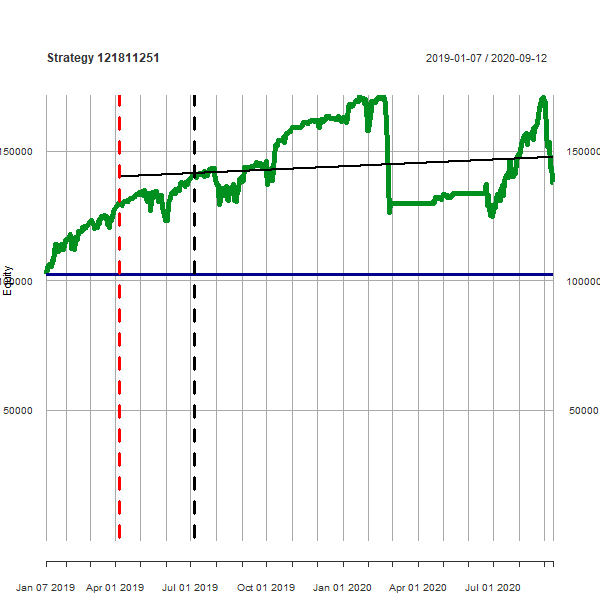 Strategy 121811251
2019-01-07 / 2020-09-12
150000
150000
Equity
100000
100000
50000
50000
Jan 07 2019
Apr 01 2019
Jul 01 2019
Oct 01 2019
Jan 01 2020
Apr 01 2020
Jul 01 2020